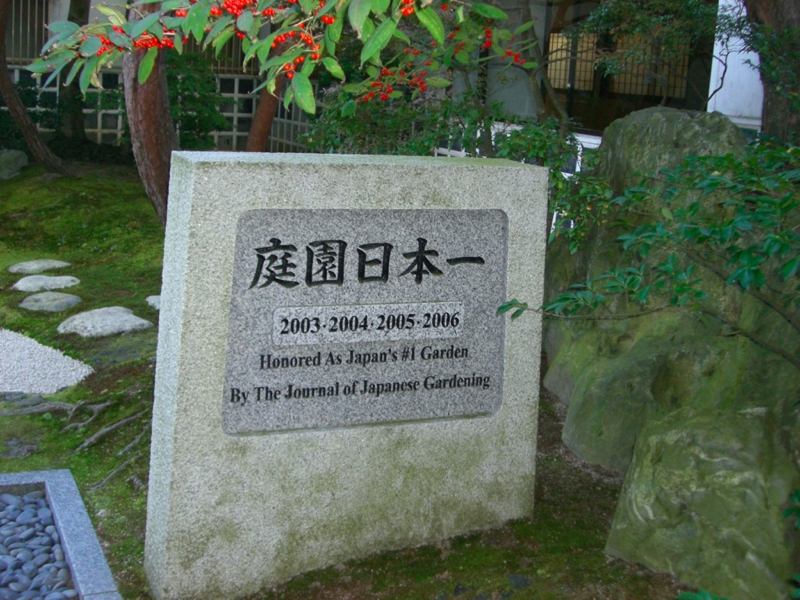 庭園日本一
2003·2004·2005·2006
Honored As Japan's #1 Garden
By The Journal of Japanese Gardening